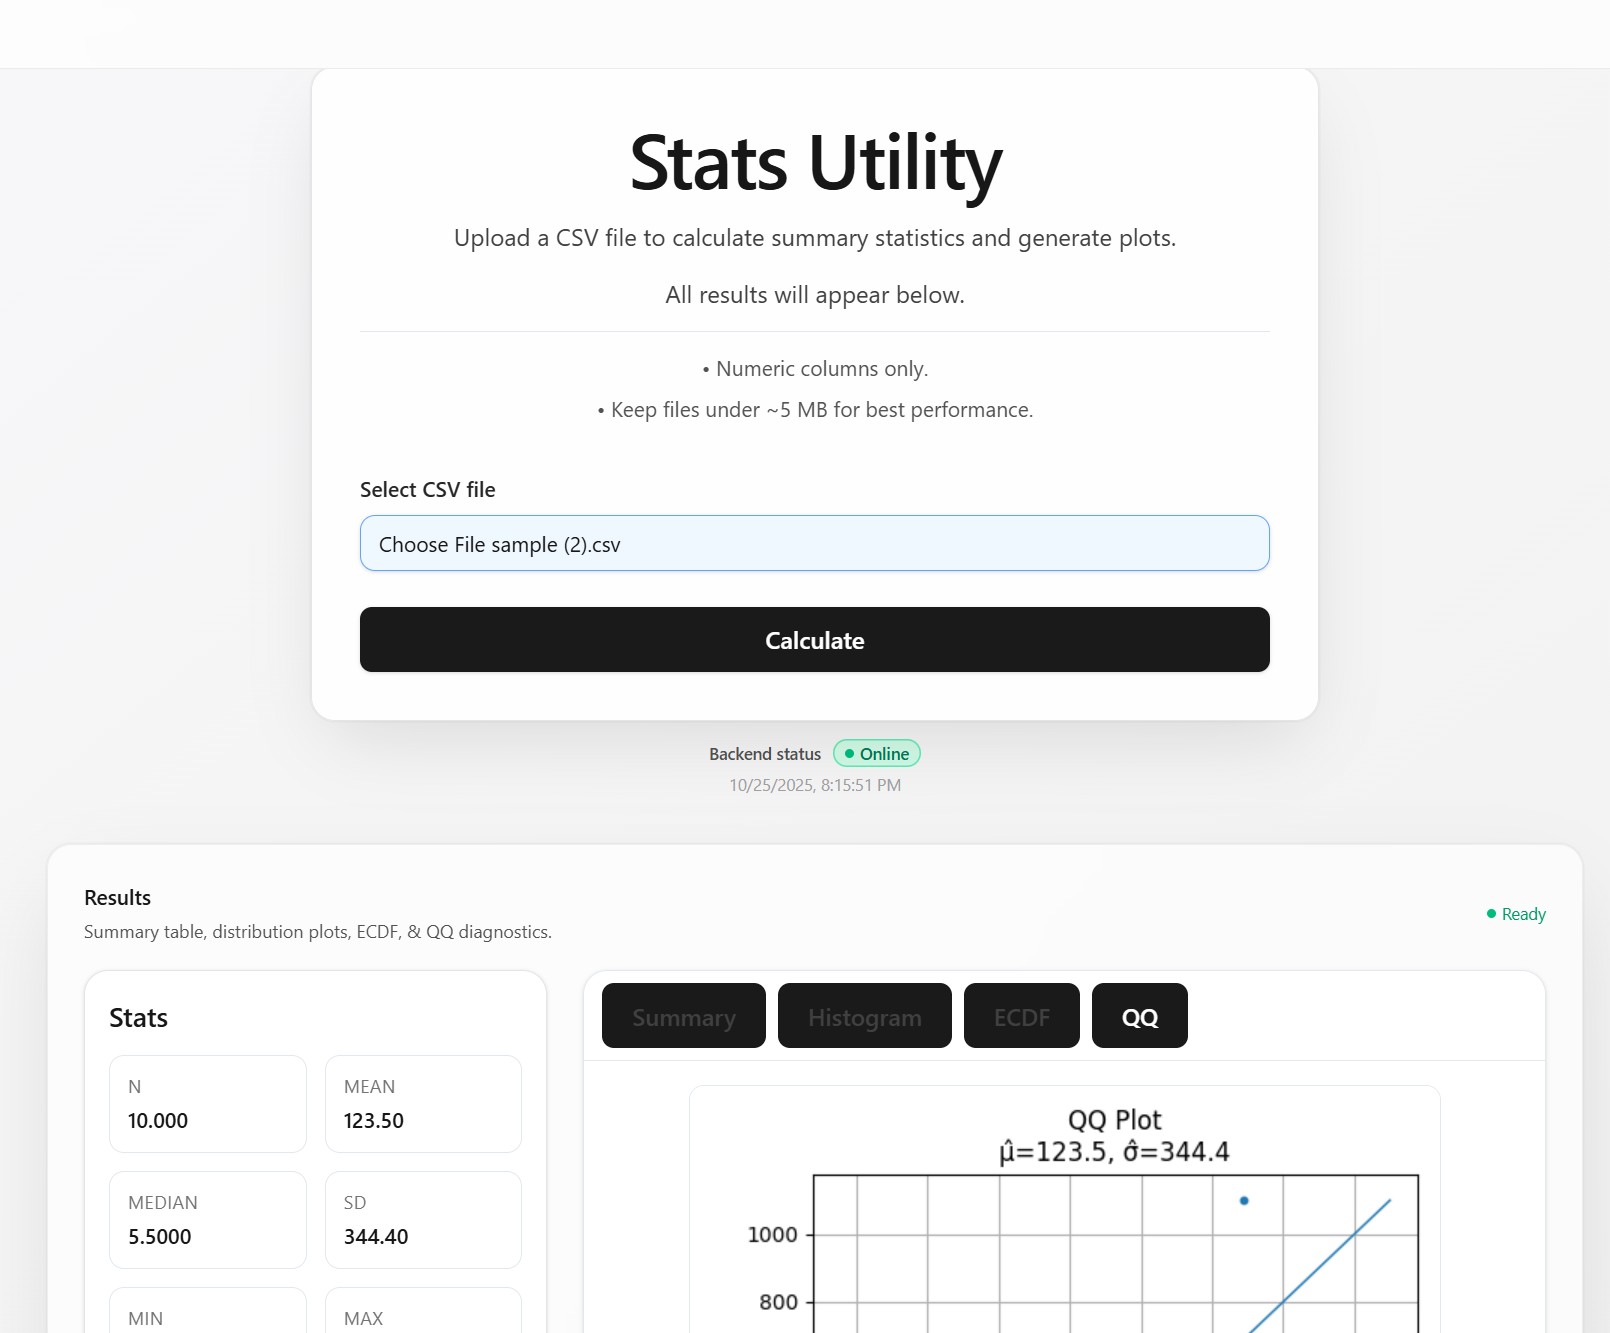 Stats Utility
Upload a CSV file to calculate summary statistics and generate plots.
All results will appear below.
• Numeric columns only.
• Keep files under ~5 MB for best performance.
Select CSV file
Choose File sample (2).csv
Calculate
Backend status Online
10/25/2025, 8:15:51 PM
Results
Summary table, distribution plots, ECDF, & QQ diagnostics.
Ready
Stats
N
10.000
MEAN
123.50
MEDIAN
5.5000
SD
344.40
MIN
MAX
Summary Histogram ECDF QQ
QQ Plot
μ̂=123.5, σ̂=344.4
1000
800